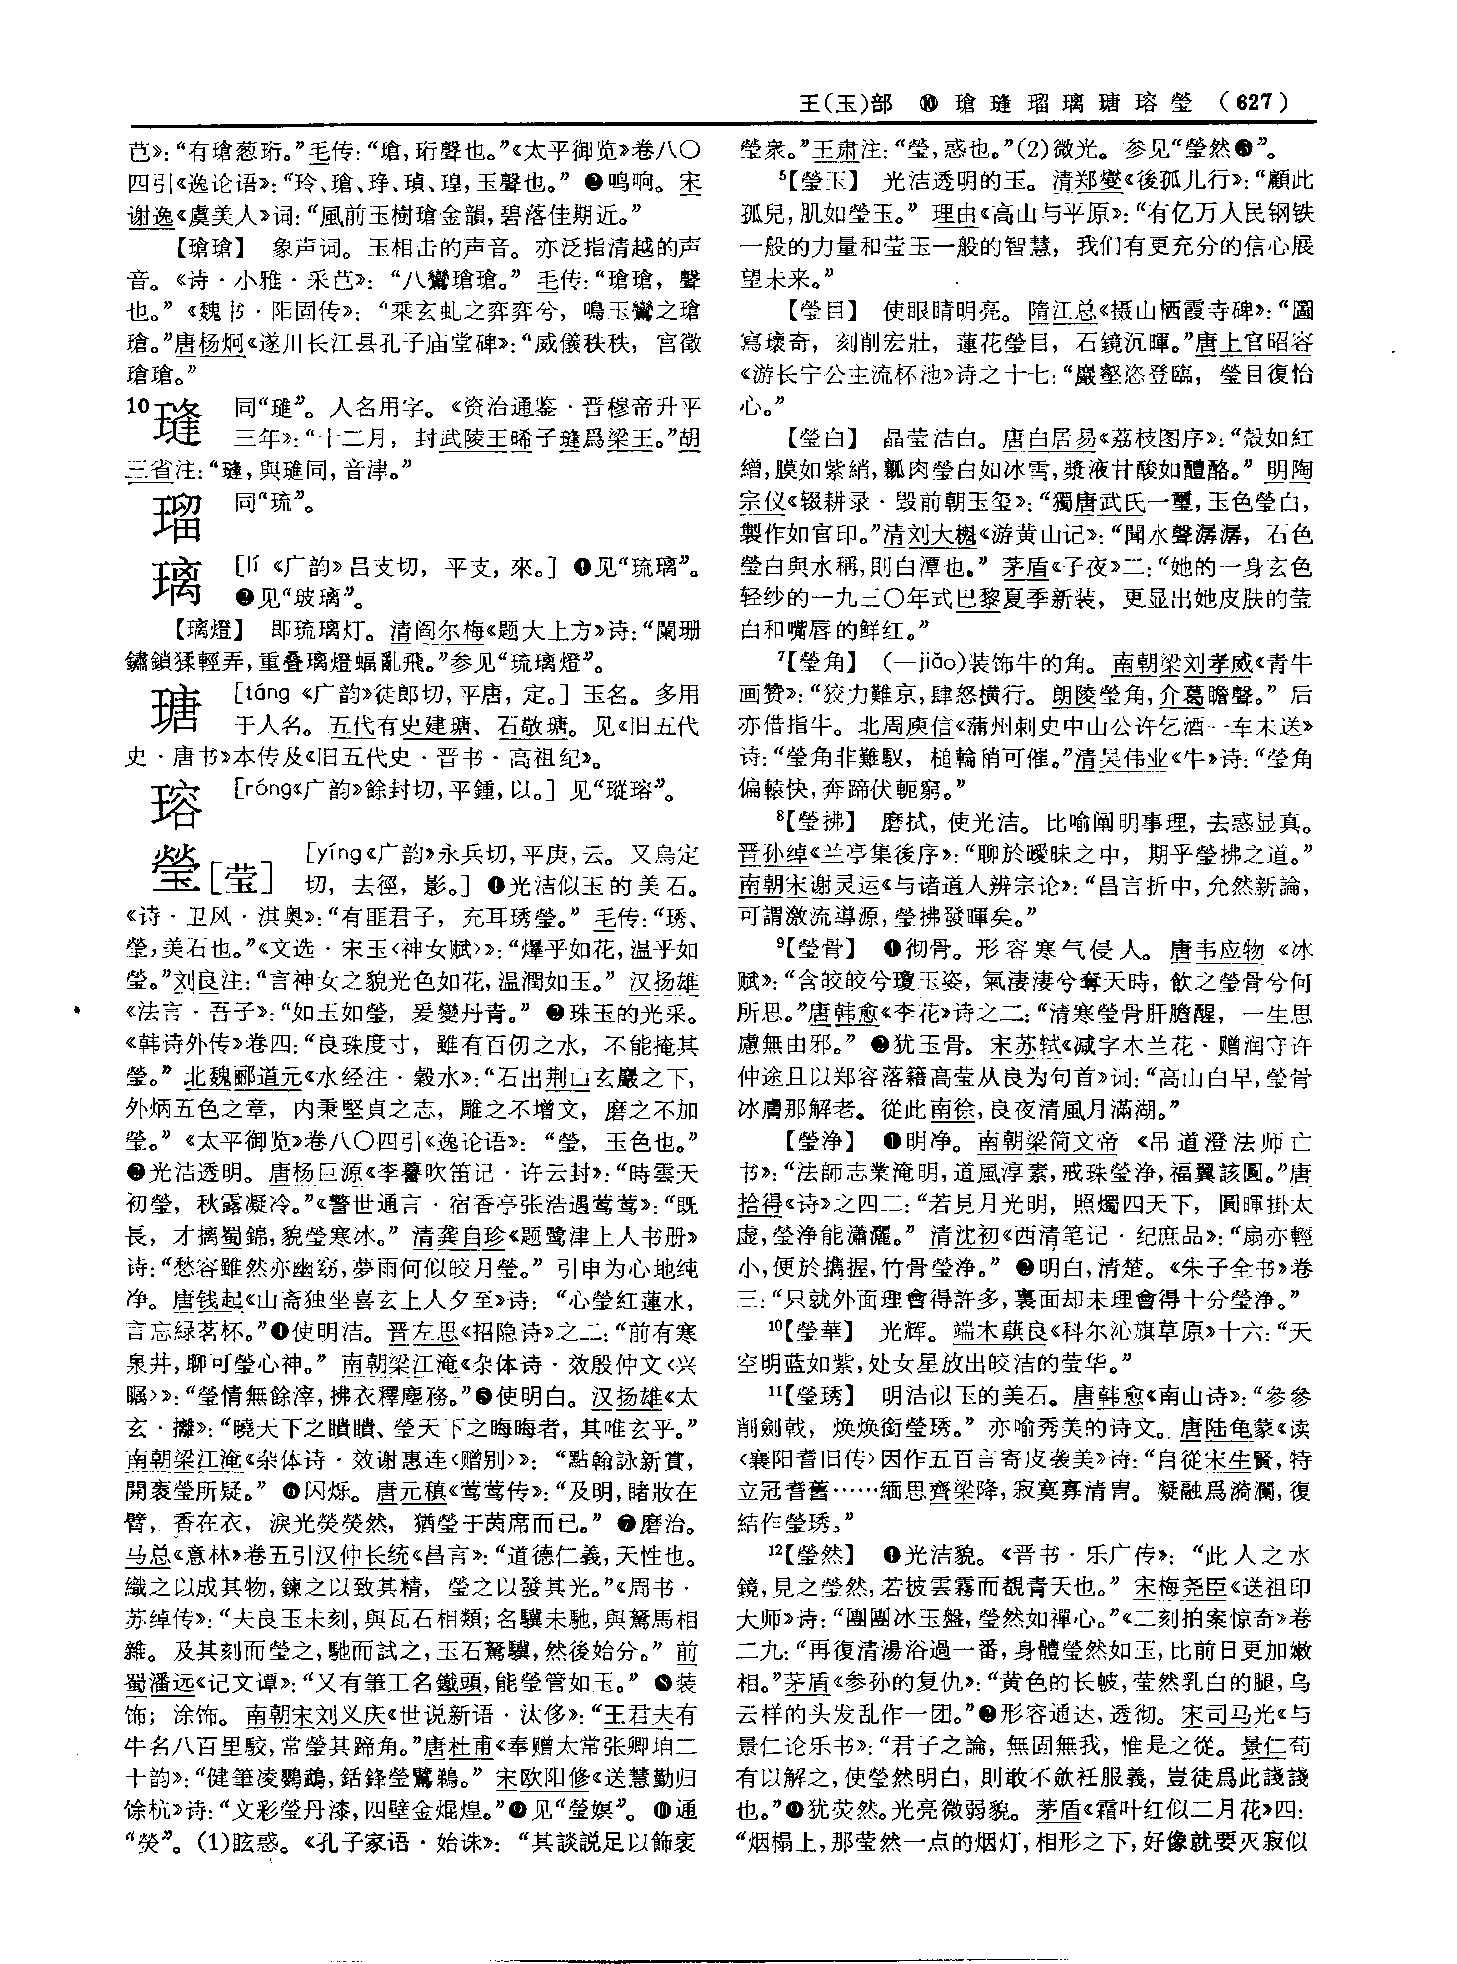 王(玉)部 ❿ 瑲 𤨸 瑠 璃 瑭 瑢 瑩 (627)
芑》:“有瑲葱珩。”毛传:“瑲,珩聲也。”《太平御览》卷八〇
四引《逸论语》:“玲、瑲、琤、瑱、瑝,玉聲也。” ❷鸣响。宋
谢逸《虞美人》词:“風前玉樹瑲金韻,碧落佳期近。”
【瑲瑲】 象声词。玉相击的声音。亦泛指清越的声
音。《诗·小雅·采芑》:“八鸞瑲瑲。” 毛传:“瑲瑲,聲
也。”《魏书·阳固传》:“乘玄虬之弈弈兮,鳴玉鸞之瑲
瑲。”唐杨炯《遂川长江县孔子庙堂碑》:“威儀秩秩,宫徵
瑲瑲。”
10
同“琎”。人名用字。《资治通鉴·晋穆帝升平
三年》:“十二月,封武陵王晞子𤨸爲梁王。”胡
三省注:“𤨸,與琎同,音津。”
瑠 同“琉”。
璃 [lí 《广韵》吕支切,平支,來。] ❶见“琉璃”。
❷见“玻璃”。
【璃燈】 即琉璃灯。清阎尔梅《题大上方》诗:“闌珊
鏽鎖猱輕弄,重叠璃燈蝠亂飛。”参见“琉璃燈”。
瑭 [táng 《广韵》徒郎切,平唐,定。] 玉名。多用
于人名。五代有史建瑭、石敬瑭。见《旧五代
史·唐书》本传及《旧五代史·晋书·高祖纪》。
瑢 [róng《广韵》餘封切,平鍾,以。] 见“瑽瑢”。
瑩[莹] [yíng《广韵》永兵切,平庚,云。又烏定
切,去徑,影。] ❶光洁似玉的美石。
《诗·卫风·淇奥》:“有匪君子,充耳琇瑩。” 毛传:“琇、
瑩,美石也。”《文选·宋玉〈神女赋〉》:“爗乎如花,温乎如
瑩。”刘良注:“言神女之貌光色如花,温潤如玉。” 汉扬雄
《法言·吾子》:“如玉如瑩,爰變丹青。” ❷珠玉的光采。
《韩诗外传》卷四:“良珠度寸,雖有百仞之水,不能掩其
瑩。” 北魏郦道元《水经注·穀水》:“石出荆山玄巖之下,
外炳五色之章,内秉堅貞之志,雕之不增文,磨之不加
瑩。”《太平御览》卷八〇四引《逸论语》:“瑩,玉色也。”
❸光洁透明。唐杨巨源《李謩吹笛记·许云封》:“時雲天
初瑩,秋露凝冷。”《警世通言·宿香亭张浩遇莺莺》:“既
長,才摛蜀錦,貌瑩寒冰。” 清龚自珍《题鹭津上人书册》
诗:“愁容雖然亦幽窈,夢雨何似皎月瑩。” 引申为心地纯
净。唐钱起《山斋独坐喜玄上人夕至》诗:“心瑩紅蓮水,
言忘緑茗杯。”❹使明洁。晋左思《招隐诗》之二:“前有寒
泉井,聊可瑩心神。” 南朝梁江淹《杂体诗·效殷仲文〈兴
瞩〉》:“瑩情無餘滓,拂衣釋塵務。”❺使明白。汉扬雄《太
玄·攡》:“曉天下之瞶瞶、瑩天下之晦晦者,其唯玄乎。”
南朝梁江淹《杂体诗·效谢惠连〈赠别〉》:“點翰詠新賞,
開袠瑩所疑。” ❻闪烁。唐元稹《莺莺传》:“及明,睹妝在
臂,香在衣,淚光熒熒然,猶瑩于茵席而已。” ❼磨治。
马总《意林》卷五引汉仲长统《昌言》:“道德仁義,天性也。
織之以成其物,鍊之以致其精,瑩之以發其光。”《周书·
苏绰传》:“夫良玉未刻,與瓦石相類;名驥未馳,與駑馬相
雜。及其刻而瑩之,馳而試之,玉石駑驥,然後始分。” 前
蜀潘远《记文谭》:“又有筆工名鐵頭,能瑩管如玉。” ❽装
饰;涂饰。南朝宋刘义庆《世说新语·汰侈》:“王君夫有
牛名八百里駮,常瑩其蹄角。”唐杜甫《奉赠太常张卿垍二
十韵》:“健筆凌鸚鵡,銛鋒瑩鷿鵜。” 宋欧阳修《送慧勤归
馀杭》诗:“文彩瑩丹漆,四壁金焜煌。”❾见“瑩嫇”。❿通
“熒”。(1)眩惑。《孔子家语·始诛》:“其談説足以飾袌
瑩衆。”王肃注:“瑩,惑也。”(2)微光。参见“瑩然❸”。
5【瑩玉】 光洁透明的玉。清郑燮《後孤儿行》:“顧此
孤兒,肌如瑩玉。” 理由《高山与平原》:“有亿万人民钢铁
一般的力量和莹玉一般的智慧,我们有更充分的信心展
望未来。”
【瑩目】 使眼睛明亮。隋江总《摄山栖霞寺碑》:“圖
寫瓌奇,刻削宏壯,蓮花瑩目,石鏡沉暉。”唐上官昭容
《游长宁公主流杯池》诗之十七:“巖壑恣登臨,瑩目復怡
心。”
【瑩白】 晶莹洁白。唐白居易《荔枝图序》:“殼如紅
繒,膜如紫綃,瓤肉瑩白如冰雪,漿液甘酸如醴酪。” 明陶
宗仪《辍耕录·毁前朝玉玺》:“獨唐武氏一璽,玉色瑩白,
製作如官印。”清刘大櫆《游黄山记》:“聞水聲潺潺,石色
瑩白與水稱,則白潭也。” 茅盾《子夜》二:“她的一身玄色
轻纱的一九三〇年式巴黎夏季新装,更显出她皮肤的莹
白和嘴唇的鲜红。”
7【瑩角】 (—jiǎo)装饰牛的角。南朝梁刘孝威《青牛
画赞》:“狡力難京,肆怒横行。朗陵瑩角,介葛瞻聲。” 后
亦借指牛。北周庾信《蒲州刺史中山公许乞酒一车未送》
诗:“瑩角非難馭,槌輪稍可催。”清吴伟业《牛》诗:“瑩角
偏轅快,奔蹄伏軛窮。”
8【瑩拂】 磨拭,使光洁。比喻阐明事理,去惑显真。
晋孙绰《兰亭集後序》:“聊於曖昧之中,期乎瑩拂之道。”
南朝宋谢灵运《与诸道人辨宗论》:“昌言折中,允然新論,
可謂激流導源,瑩拂發暉矣。”
9【瑩骨】 ❶彻骨。形容寒气侵人。唐韦应物《冰
赋》:“含皎皎兮瓊玉姿,氣淒淒兮奪天時,飲之瑩骨兮何
所思。”唐韩愈《李花》诗之二:“清寒瑩骨肝膽醒,一生思
慮無由邪。” ❷犹玉骨。宋苏轼《减字木兰花·赠润守许
仲途且以郑容落籍高莹从良为句首》词:“高山白早,瑩骨
冰膚那解老。從此南徐,良夜清風月滿湖。”
【瑩净】 ❶明净。南朝梁简文帝《吊道澄法师亡
书》:“法師志業淹明,道風淳素,戒珠瑩净,福翼該圓。”唐
拾得《诗》之四二:“若見月光明,照燭四天下,圓暉掛太
虚,瑩净能瀟灑。” 清沈初《西清笔记·纪庶品》:“扇亦輕
小,便於擕握,竹骨瑩净。” ❷明白,清楚。《朱子全书》卷
三:“只就外面理會得許多,裏面却未理會得十分瑩净。”
10【瑩華】 光辉。端木蕻良《科尔沁旗草原》十六:“天
空明蓝如紫,处女星放出皎洁的莹华。”
11【瑩琇】 明洁似玉的美石。唐韩愈《南山诗》:“參參
削劍戟,焕焕銜瑩琇。” 亦喻秀美的诗文。唐陆龟蒙《读
〈襄阳耆旧传〉因作五百言寄皮袭美》诗:“自從宋生賢,特
立冠耆舊……缅思齊梁降,寂寞寡清胄。凝融爲漪瀾,復
結作瑩琇。”
12【瑩然】 ❶光洁貌。《晋书·乐广传》:“此人之水
鏡,見之瑩然,若披雲霧而覩青天也。” 宋梅尧臣《送祖印
大师》诗:“團團冰玉盤,瑩然如禪心。”《二刻拍案惊奇》卷
二九:“再復清湯浴過一番,身體瑩然如玉,比前日更加嫩
相。”茅盾《参孙的复仇》:“黄色的长帔,莹然乳白的腿,乌
云样的头发乱作一团。”❷形容通达,透彻。宋司马光《与
景仁论乐书》:“君子之論,無固無我,惟是之從。景仁苟
有以解之,使瑩然明白,則敢不斂衽服義,豈徒爲此諓諓
也。”❸犹荧然。光亮微弱貌。茅盾《霜叶红似二月花》四:
“烟榻上,那莹然一点的烟灯,相形之下,好像就要灭寂似